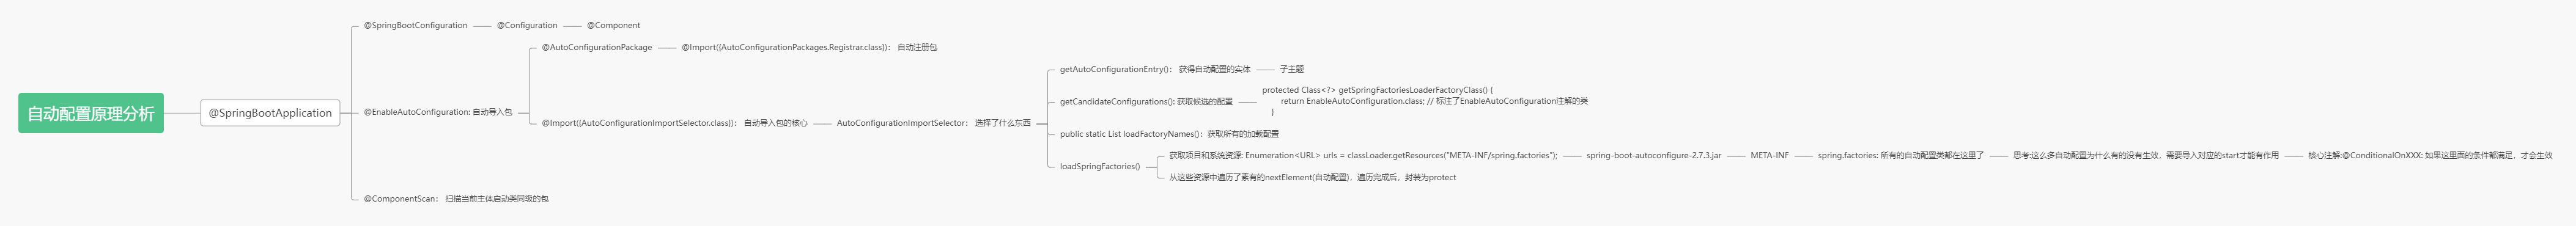 自动配置原理分析
@SpringBootApplication
@SpringBootConfiguration
@Configuration
@Component
@EnableAutoConfiguration: 自动导入包
@AutoConfigurationPackage
@Import({AutoConfigurationPackages.Registrar.class}): 自动注册包
@Import({AutoConfigurationImportSelector.class}): 自动导入包的核心
AutoConfigurationImportSelector: 选择了什么东西
getAutoConfigurationEntry(): 获得自动配置的实体
子主题
getCandidateConfigurations(): 获取候选的配置
protected Class<?> getSpringFactoriesLoaderFactoryClass() {
return EnableAutoConfiguration.class; // 标注了EnableAutoConfiguration注解的类
}
public static List loadFactoryNames(): 获取所有的加载配置
loadSpringFactories()
获取项目和系统资源: Enumeration<URL> urls = classLoader.getResources("META-INF/spring.factories");
spring-boot-autoconfigure-2.7.3.jar
META-INF
spring.factories: 所有的自动配置类都在这里了
思考:这么多自动配置为什么有的没有生效，需要导入对应的start才能有作用
核心注解:@ConditionalOnXXX: 如果这里面的条件都满足，才会生效
从这些资源中遍历了素有的nextElement(自动配置)，遍历完成后，封装为protect
@ComponentScan: 扫描当前主体启动类同级的包